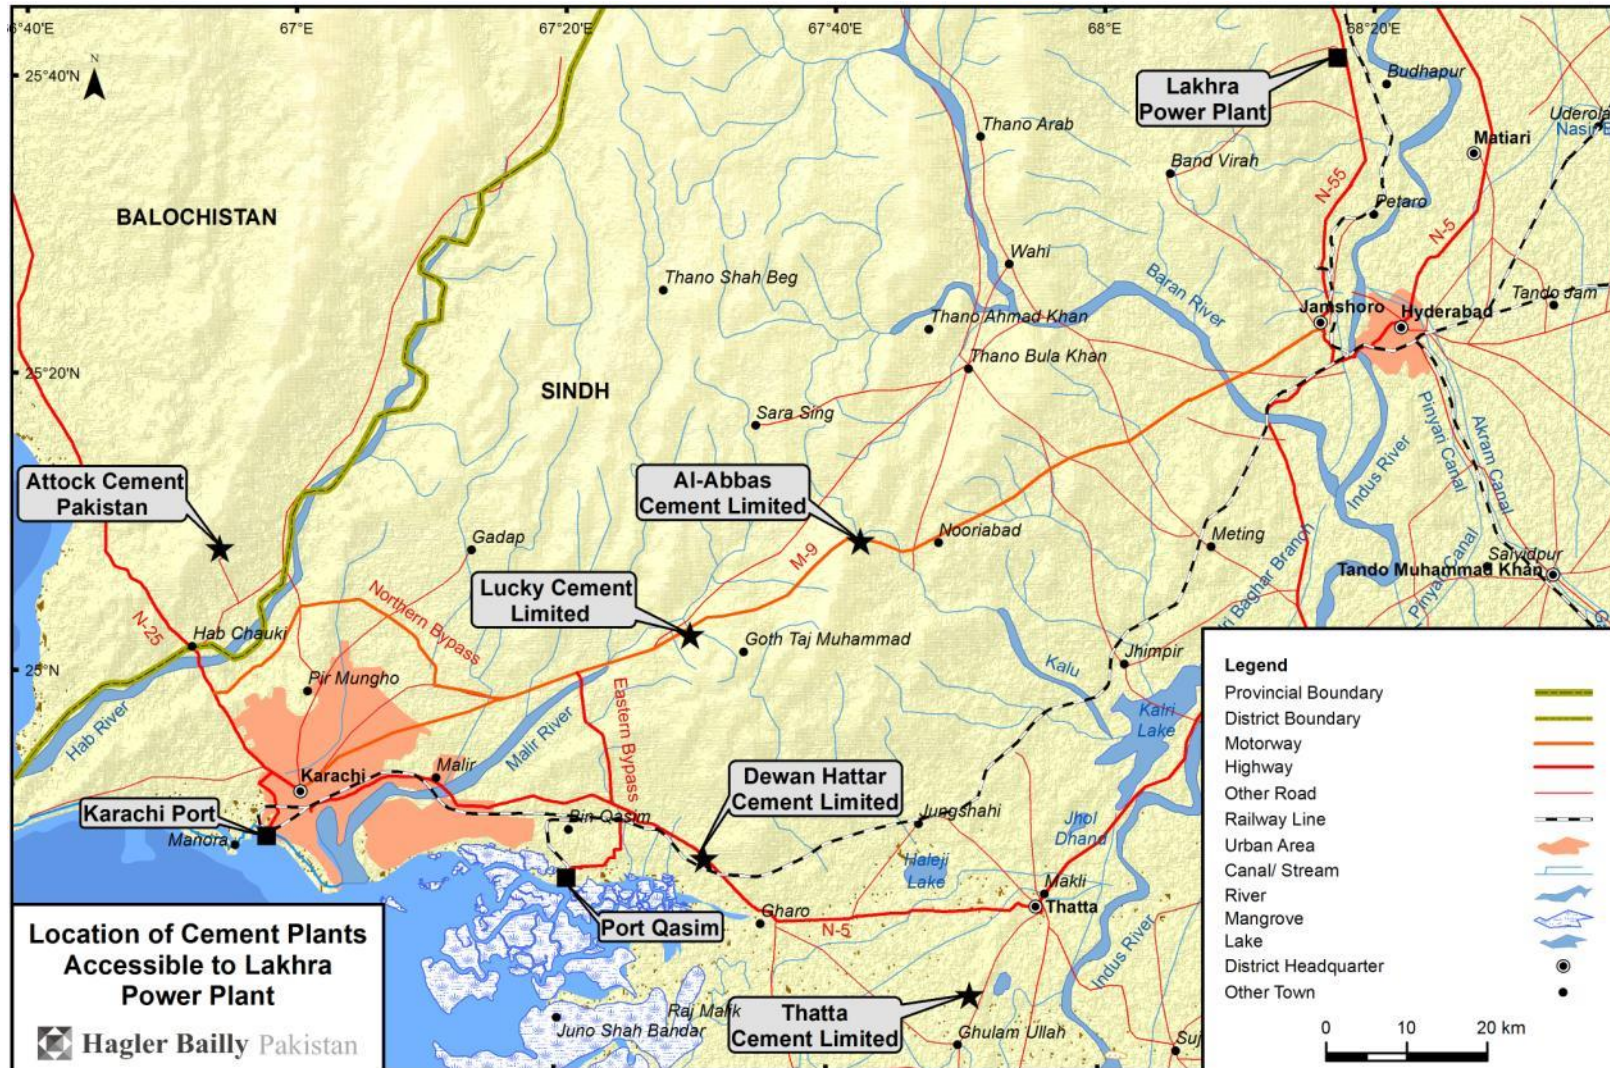 67°E
67°20'E
67°40'E
68°E
68°20'E
25°40'N
25°20'N
25°N
N
BALOCHISTAN
SINDH
Lakhra
Power Plant
Budhapur
Thano Arab
Band Virah
Matiari
Nasir
N-55
Petaro
N-5
Wahi
Thano Shah Beg
Baran River
Tando Jam
Thano Ahmad Khan
Jamshoro
Hyderabad
Thano Bula Khan
Sara Sing
Pinyari Canal
Akram Canal
Indus River
Attock Cement
Pakistan
Al-Abbas
Cement Limited
Gadap
Nooriabad
Meting
M-9
Saiyidpur
Tando Muhammad Khan
Pinyari Canal
Baghar Branch
Lucky Cement
Limited
Northern Bypass
N-25
Hab Chauki
Goth Taj Muhammad
Jhimpir
Kalu
Pir Mungho
Kalri
Lake
Hab River
Malir River
Eastern Bypass
Malir
Karachi
Dewan Hattar
Cement Limited
Karachi Port
Manora
Bin Qasim
Jungshahi
Jhol
Dhand
Haleji
Lake
Makli
Thatta
Gharo
N-5
Port Qasim
Indus River
Thatta
Cement Limited
Raj Malik
Juno Shah Bandar
Ghulam Ullah
Suj
Legend
Provincial Boundary
District Boundary
Motorway
Highway
Other Road
Railway Line
Urban Area
Canal/ Stream
River
Mangrove
Lake
District Headquarter
Other Town
0 10 20 km
Location of Cement Plants
Accessible to Lakhra
Power Plant
Hagler Bailly Pakistan